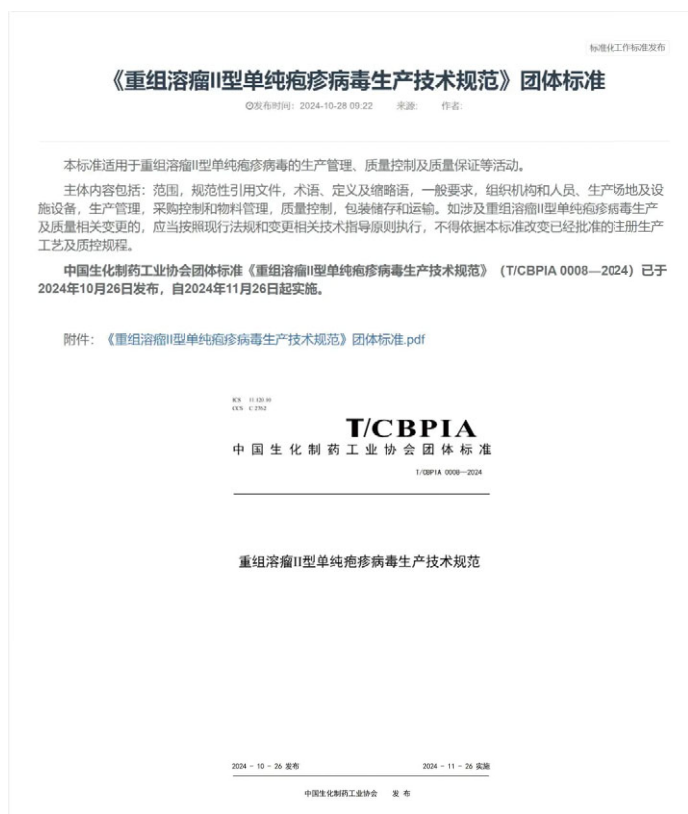 标准化工作标准发布
《重组溶瘤II型单纯疱疹病毒生产技术规范》团体标准
发布时间：2024-10-28 09:22 来源: 作者:
本标准适用于重组溶瘤II型单纯疱疹病毒的生产管理、质量控制及质量保证等活动。
主体内容包括：范围，规范性引用文件，术语、定义及缩略语，一般要求，组织机构和人员、生产场地及设
施设备，生产管理，采购控制和物料管理，质量控制，包装储存和运输。如涉及重组溶瘤II型单纯疱疹病毒生产
及质量相关变更的，应当按照现行法规和变更相关技术指导原则执行，不得依据本标准改变已经批准的注册生产
工艺及质控规程。
中国生化制药工业协会团体标准《重组溶瘤II型单纯疱疹病毒生产技术规范》（T/CBPIA 0008—2024）已于
2024年10月26日发布，自2024年11月26日起实施。
附件：《重组溶瘤II型单纯疱疹病毒生产技术规范》团体标准.pdf
ICS
CCS C 2762
T/CBPIA
中国生化制药工业协会团体标准
T/CBPIA 0008—2024
重组溶瘤II型单纯疱疹病毒生产技术规范
2024 - 10 - 26 发布 2024 - 11 - 26 实施
中国生化制药工业协会 发 布